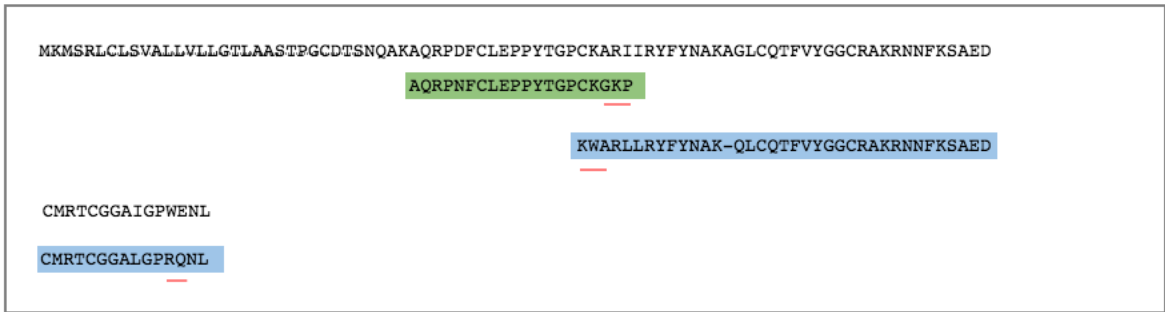 MKMSRLCLSVALLVLLGTLAASTPGCDTSNQAKAQRPDFCLEPPYTGPCKARIIRYFYNAKAGLCQTFVYGGCRAKRNNFKSAED
AQRPNFCLEPPYTGPCKGKP
KWARLLRYFYNAK-QLCQTFVYGGCRAKRNNFKSAED
CMRTCGGAIGPWENL
CMRTCGGALGPRQNL